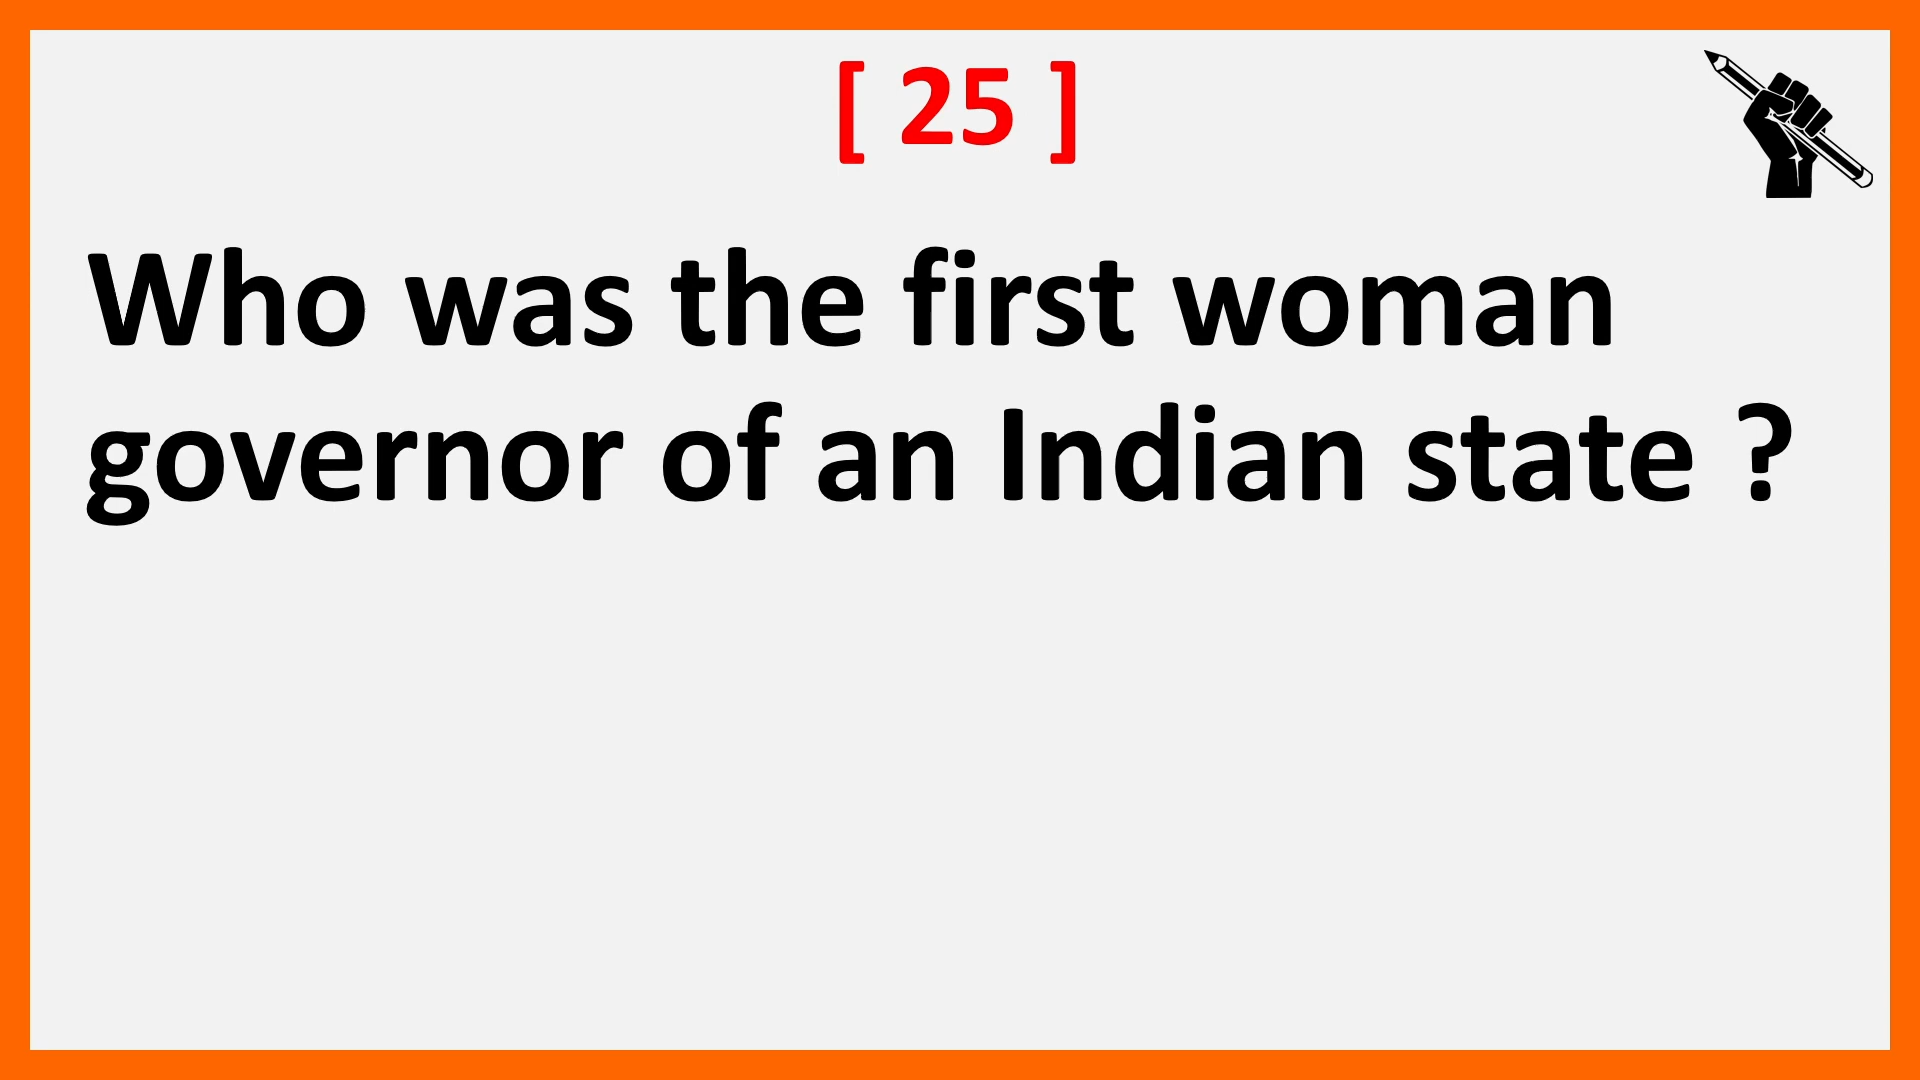 [ 25 ]
Who was the first woman
governor of an Indian state ?